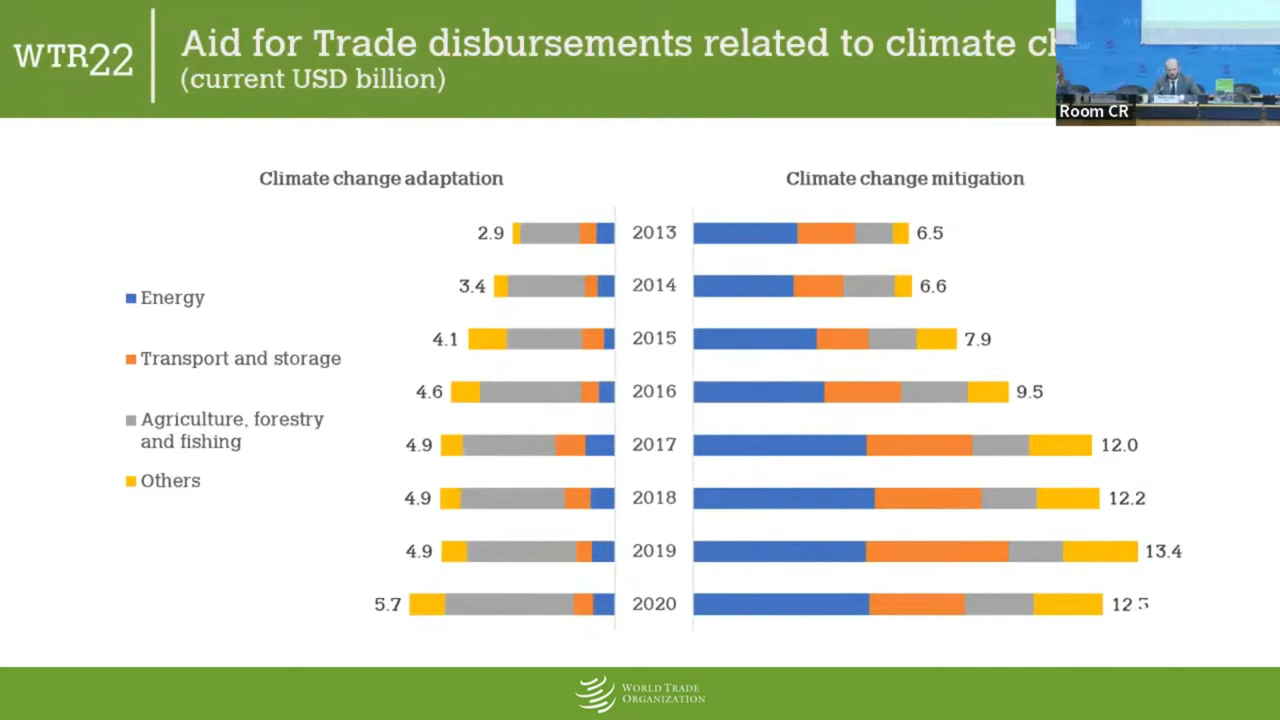 WTR22
Aid for Trade disbursements related to climate
(current USD billion)
Room CR
Climate change adaptation
Climate change mitigation
2.9 2013 6.5
3.4 2014 6.6
Energy
4.1 2015 7.9
Transport and storage
4.6 2016 9.5
Agriculture, forestry
and fishing
4.9 2017 12.0
Others
4.9 2018 12.2
4.9 2019 13.4
5.7 2020
WORLD TRADE
ORGANIZATION